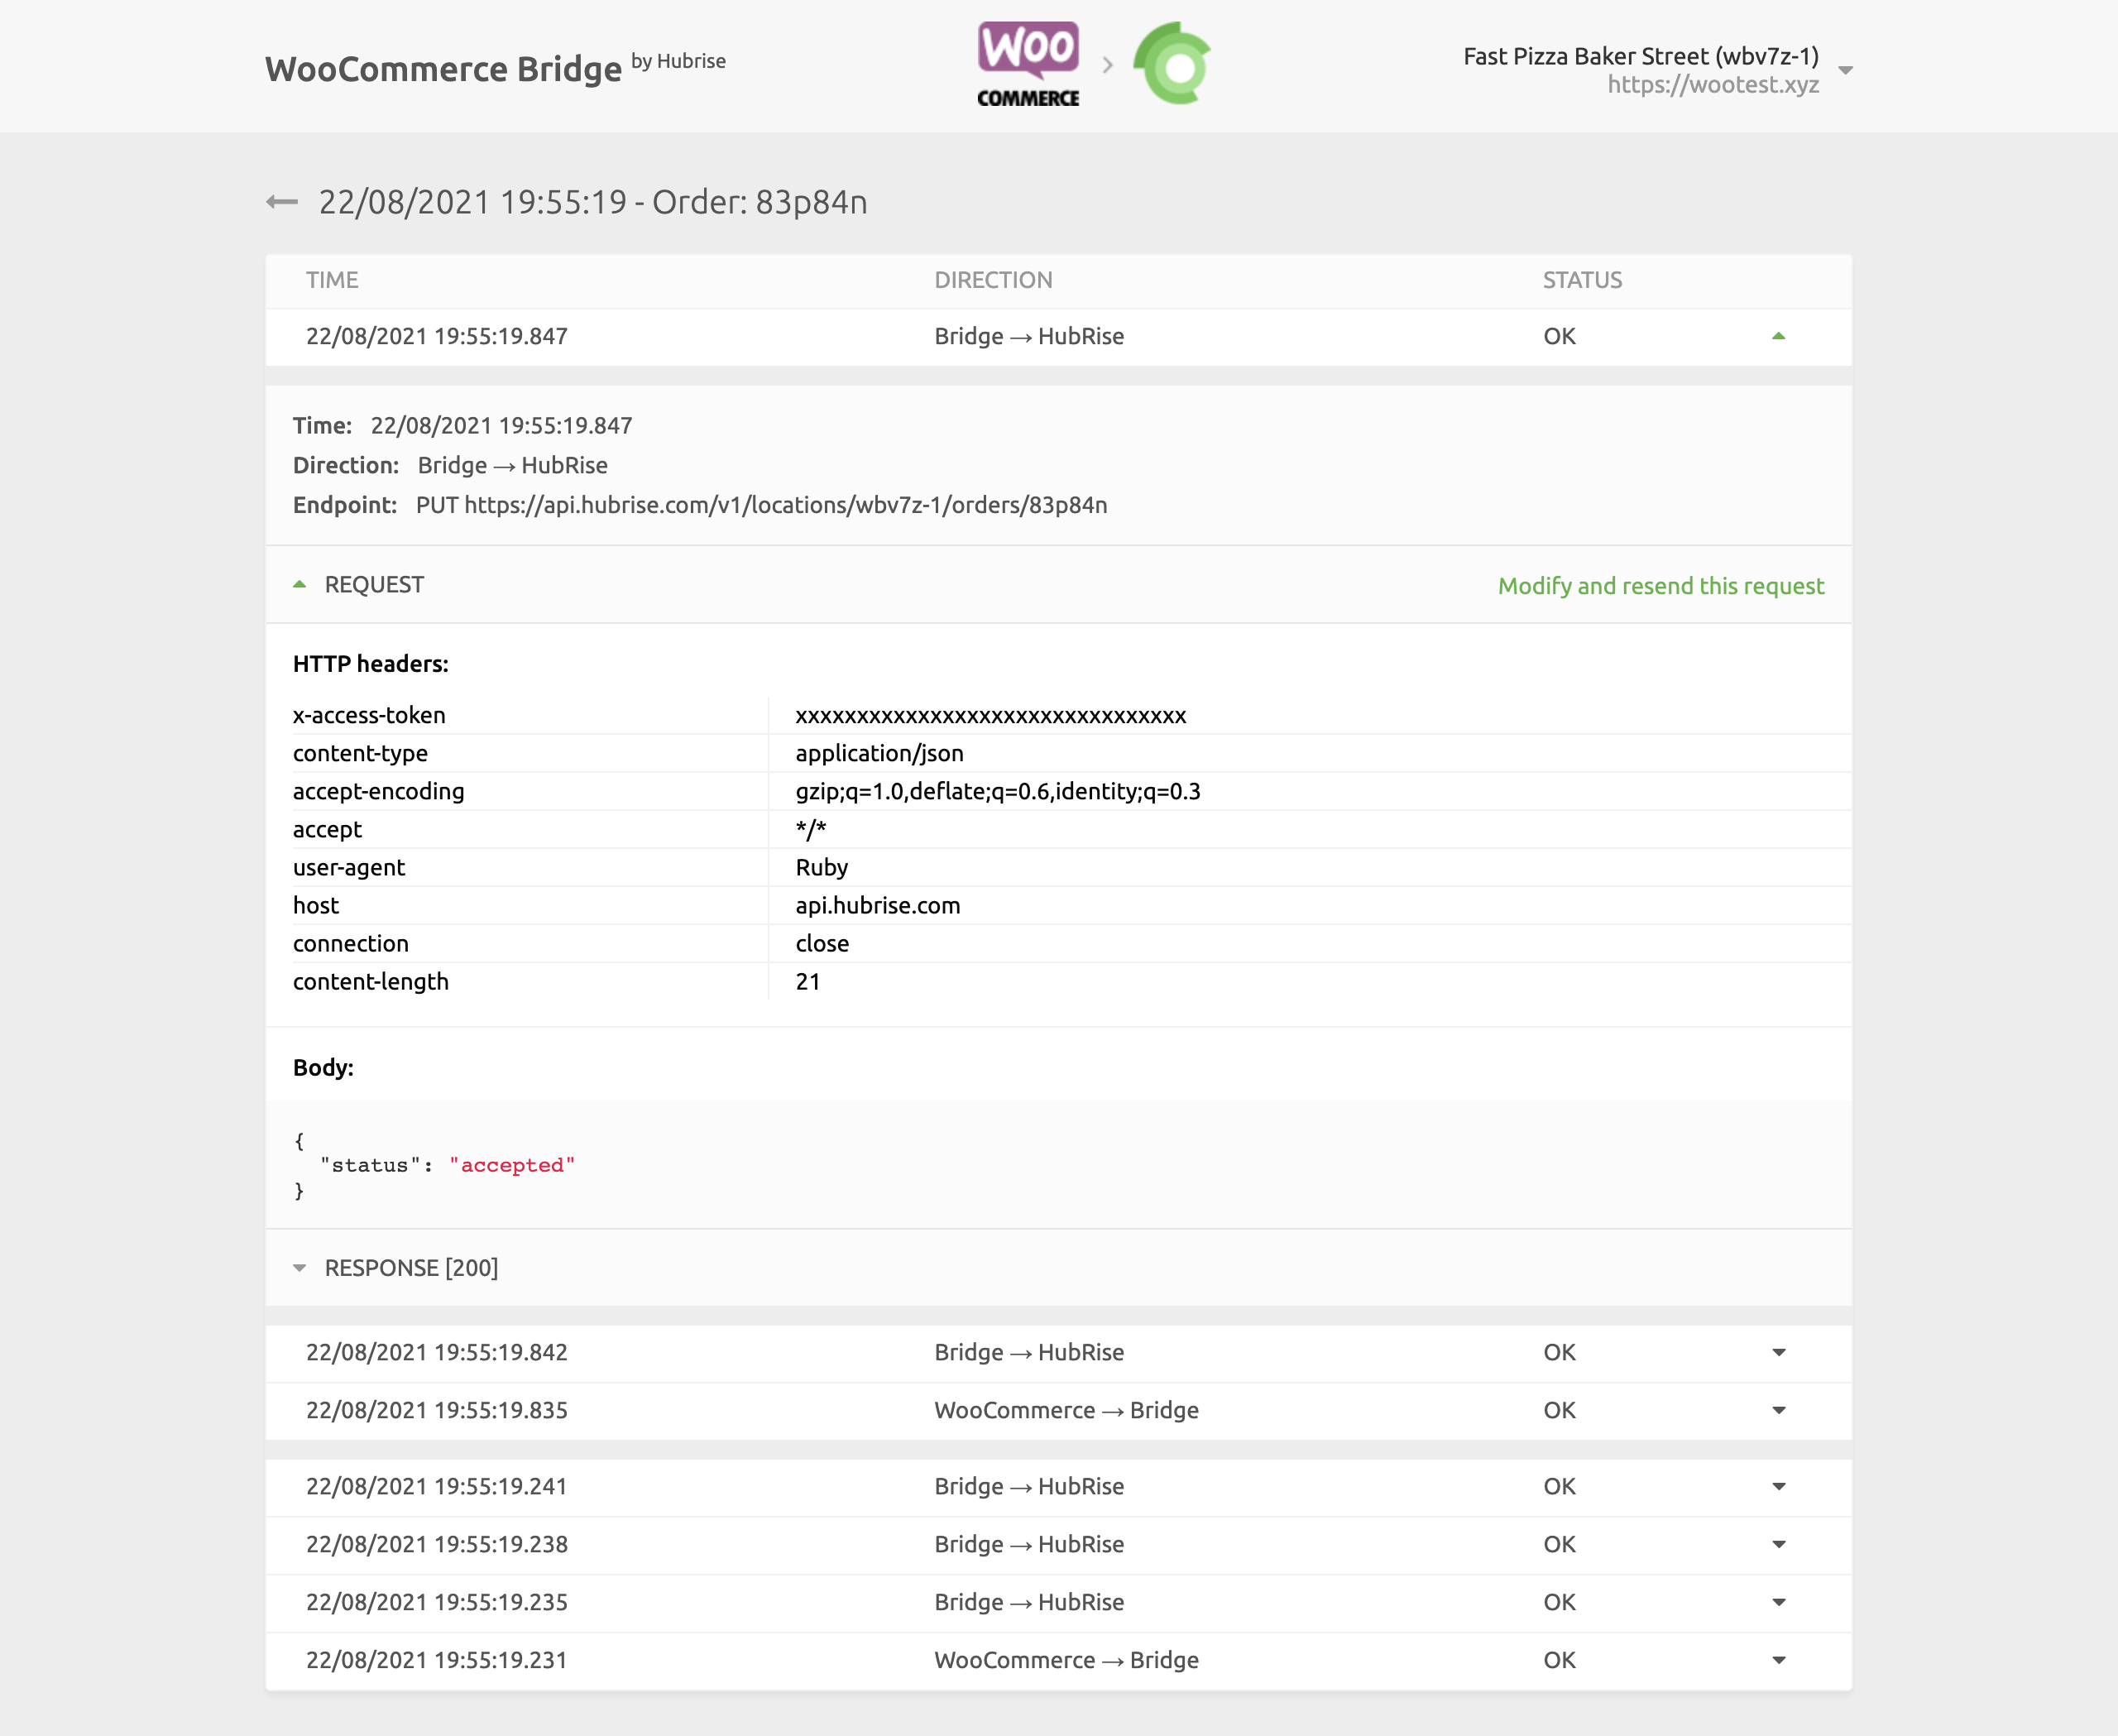 WooCommerce Bridge by Hubrise
Woo
COMMERCE
Fast Pizza Baker Street (wbv7z-1)
https://wootest.xyz
22/08/2021 19:55:19 - Order: 83p84n
TIME DIRECTION STATUS
22/08/2021 19:55:19.847 Bridge → HubRise OK
Time: 22/08/2021 19:55:19.847
Direction: Bridge → HubRise
Endpoint: PUT https://api.hubrise.com/v1/locations/wbv7z-1/orders/83p84n
REQUEST Modify and resend this request
HTTP headers:
x-access-token xxxxxxxxxxxxxxxxxxxxxxxxxxxxxxxx
content-type application/json
accept-encoding gzip;q=1.0,deflate;q=0.6,identity;q=0.3
accept */*
user-agent Ruby
host api.hubrise.com
connection close
content-length 21
Body:
{
"status": "accepted"
}
RESPONSE [200]
22/08/2021 19:55:19.842 Bridge → HubRise OK
22/08/2021 19:55:19.835 WooCommerce → Bridge OK
22/08/2021 19:55:19.241 Bridge → HubRise OK
22/08/2021 19:55:19.238 Bridge → HubRise OK
22/08/2021 19:55:19.235 Bridge → HubRise OK
22/08/2021 19:55:19.231 WooCommerce → Bridge OK